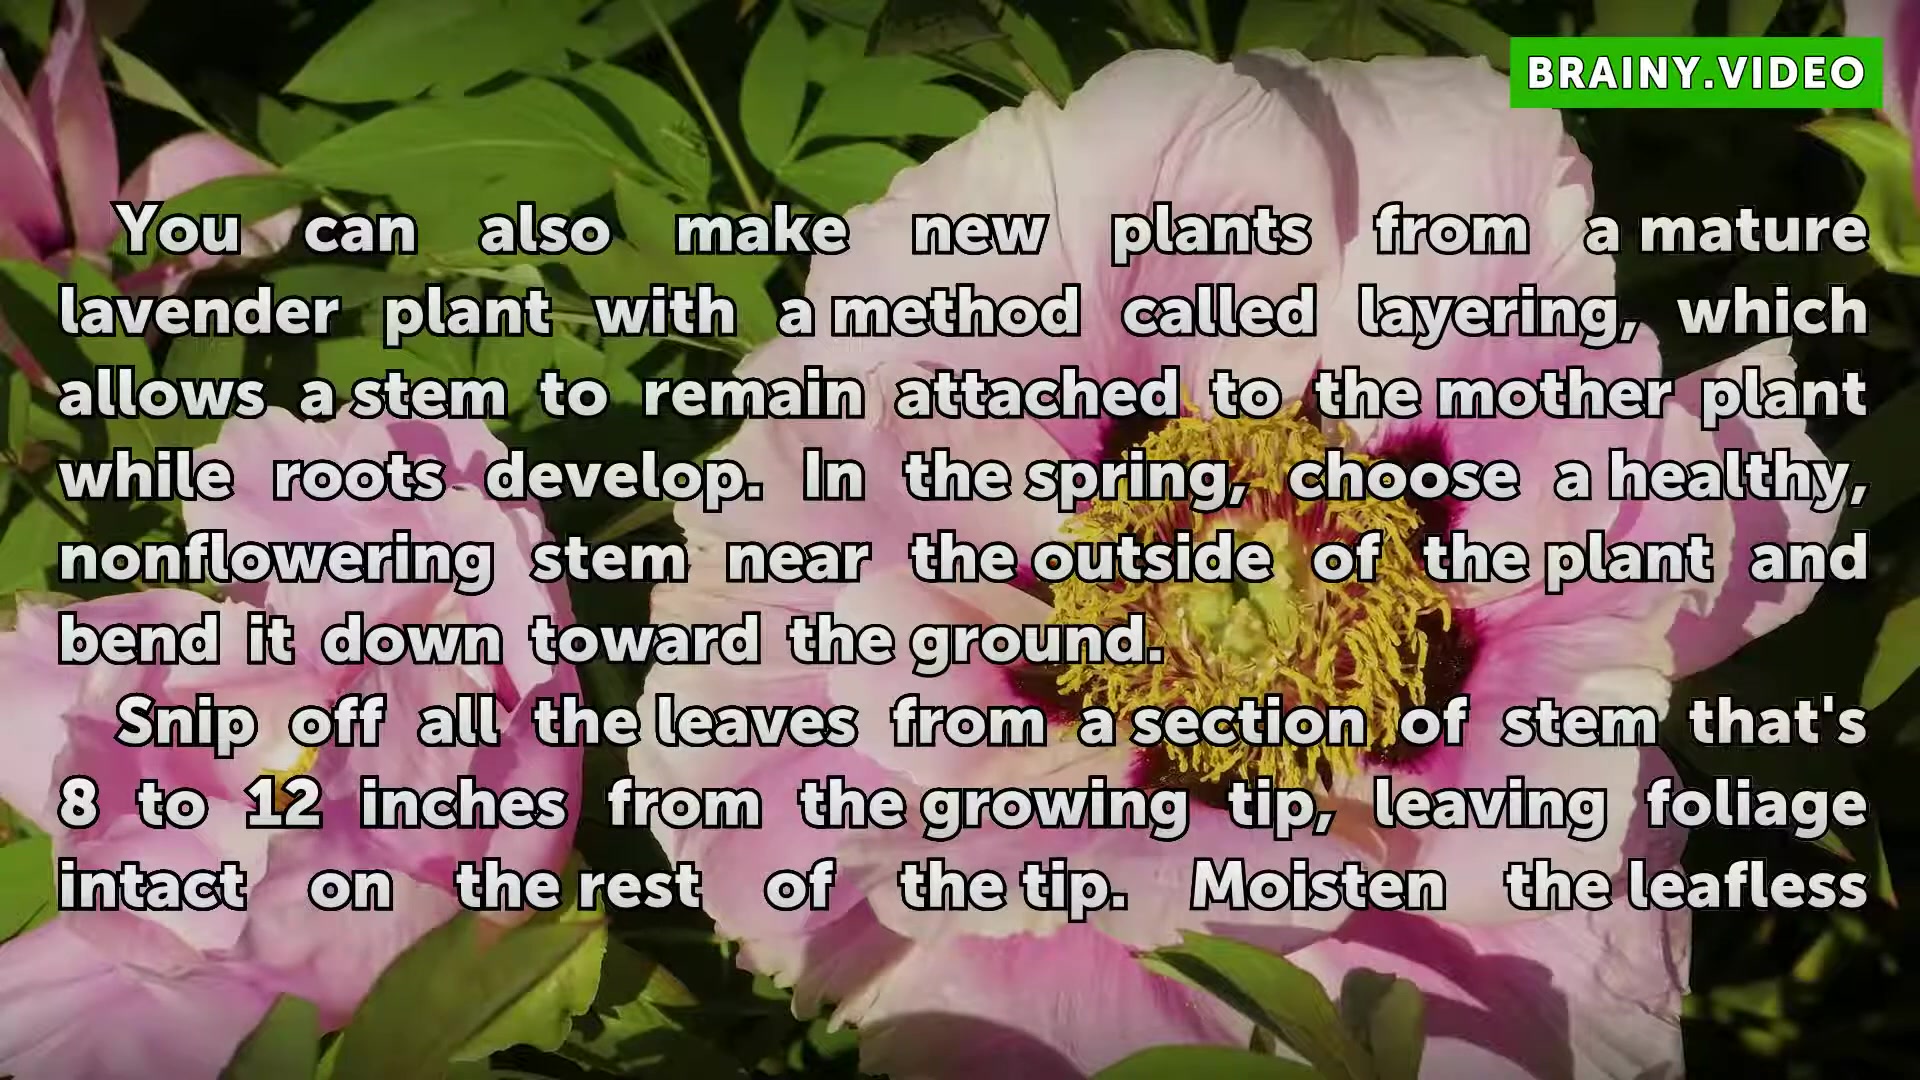 BRAINY.VIDEO
You can also make new plants from a mature
lavender plant with a method called layering, which
allows a stem to remain attached to the mother plant
while roots develop. In the spring, choose a healthy,
nonflowering stem near the outside of the plant and
bend it down toward the ground.
Snip off all the leaves from a section of stem that's
8 to 12 inches from the growing tip, leaving foliage
intact on the rest of the tip. Moisten the leafless